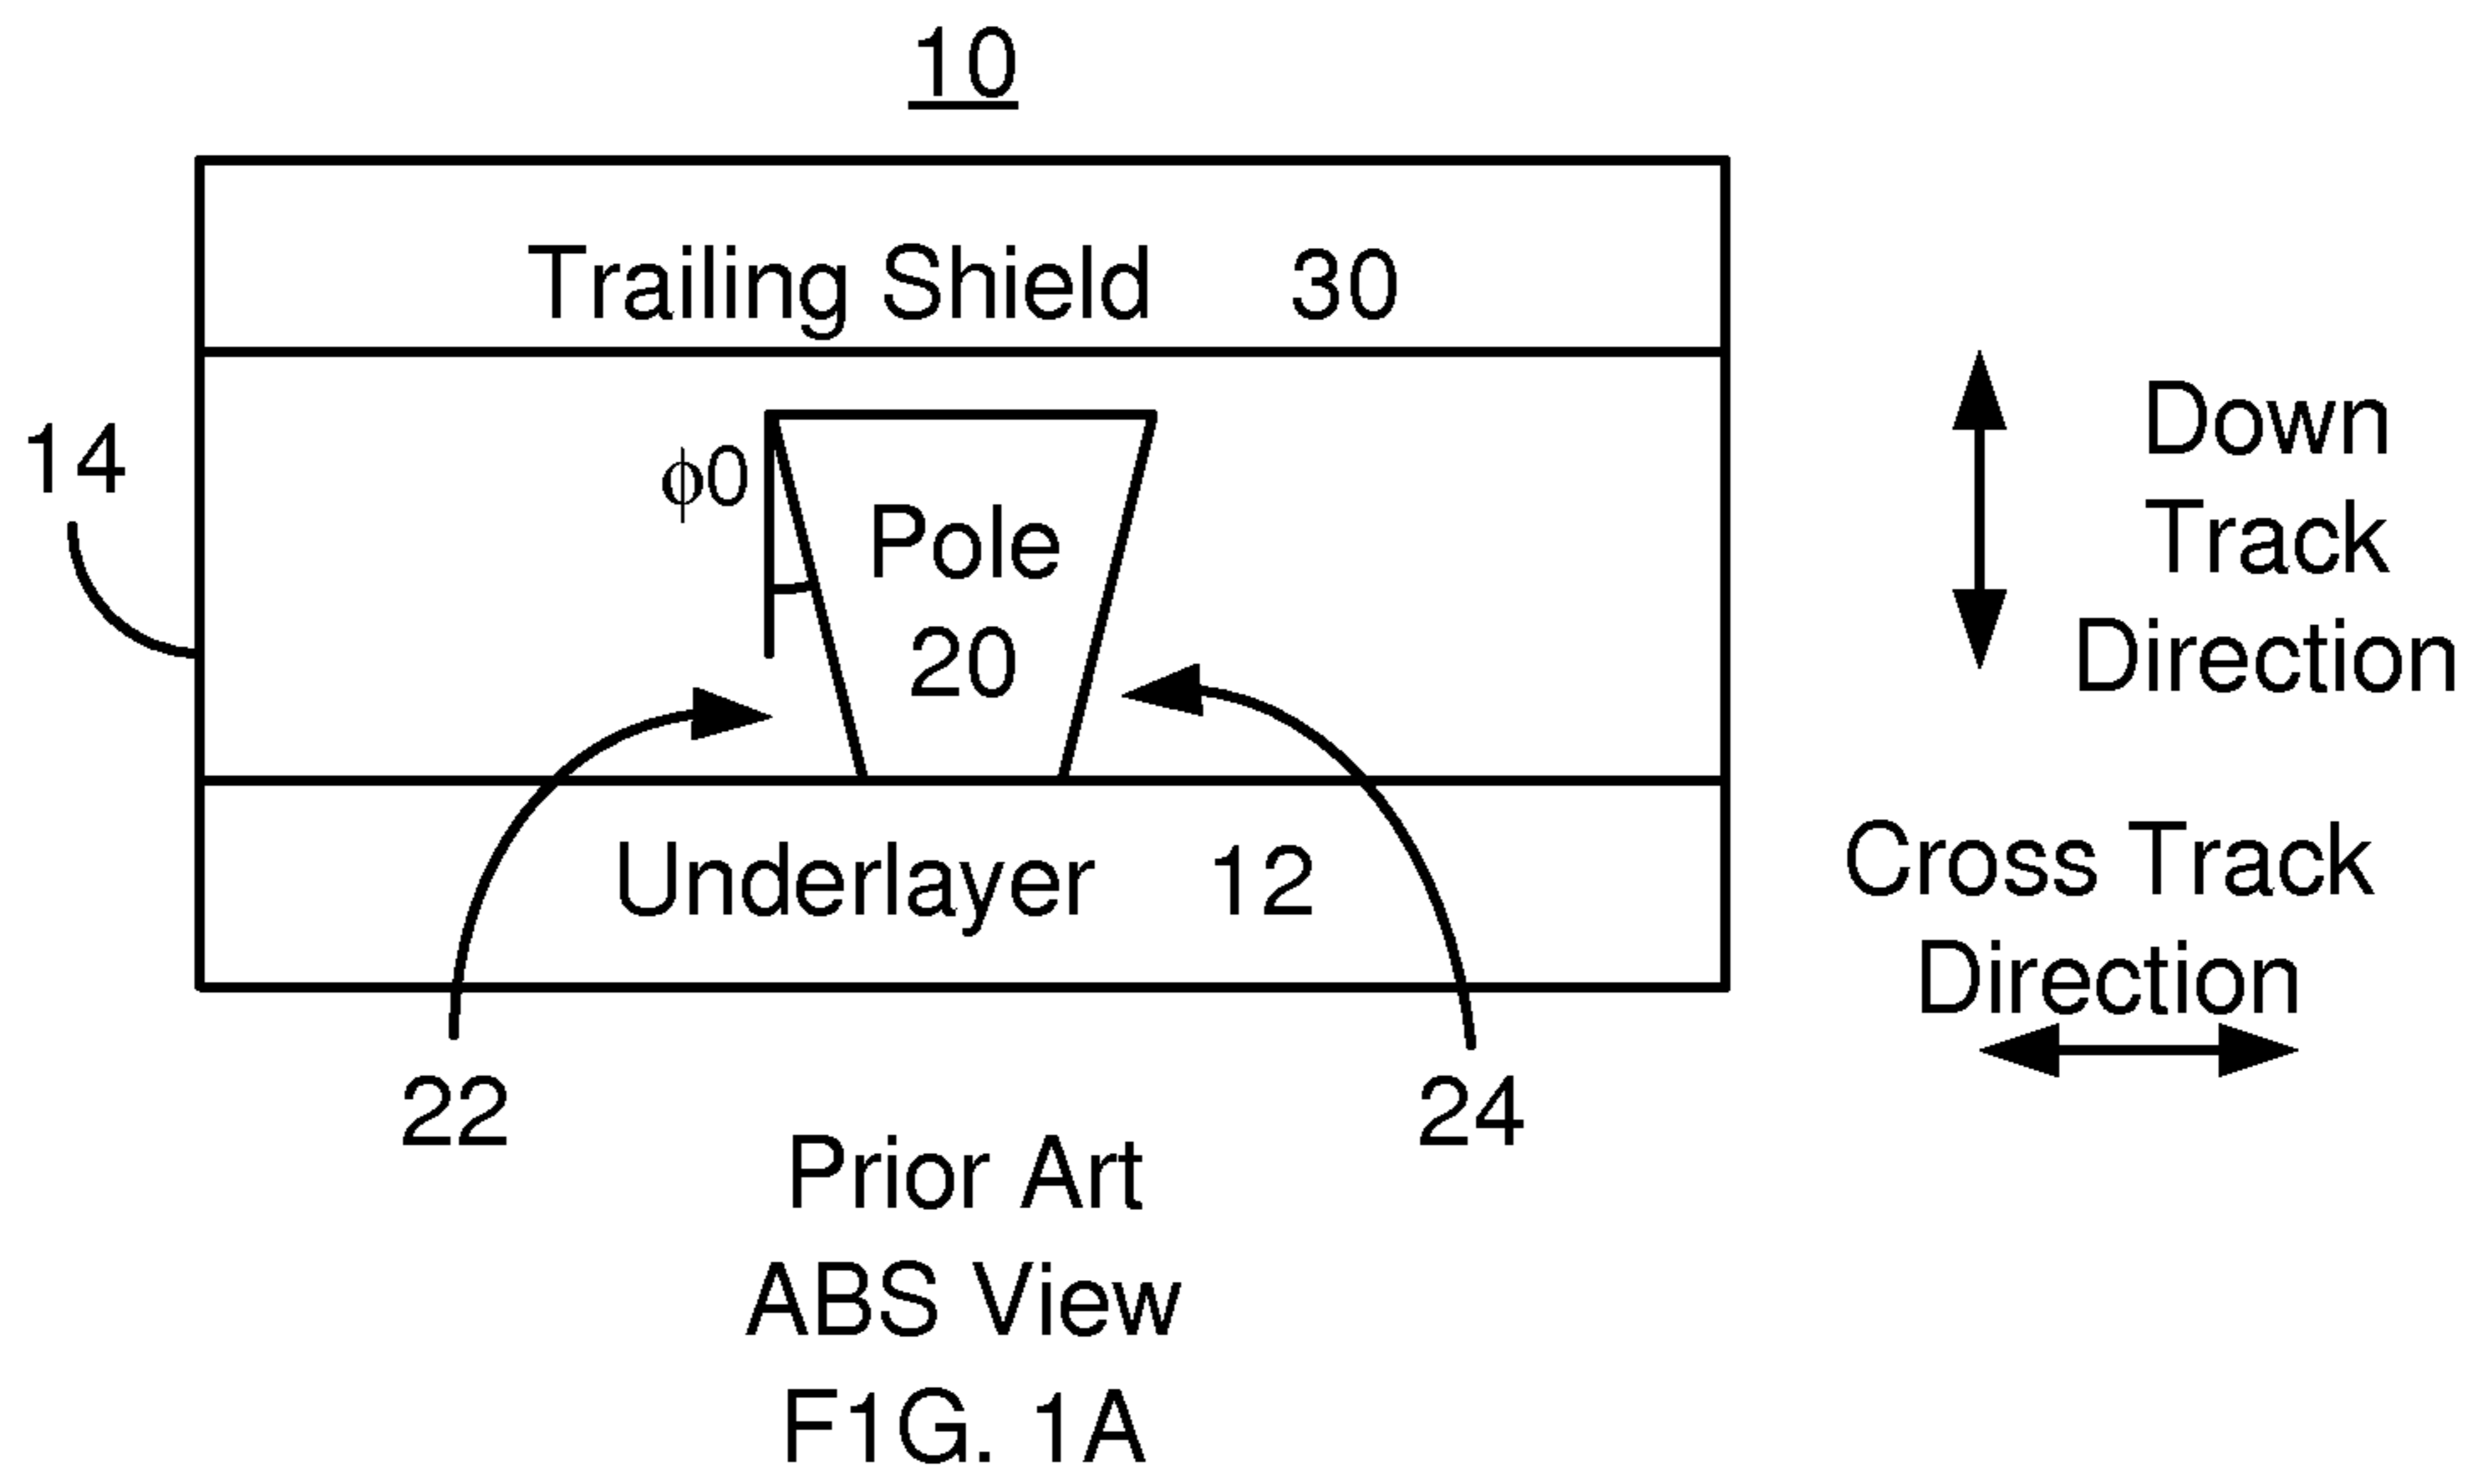 10
Trailing Shield 30
14
ϕ0
Pole
20
Down
Track
Direction
Underlayer 12
Cross Track
Direction
22
24
Prior Art
ABS View
F1G. 1A